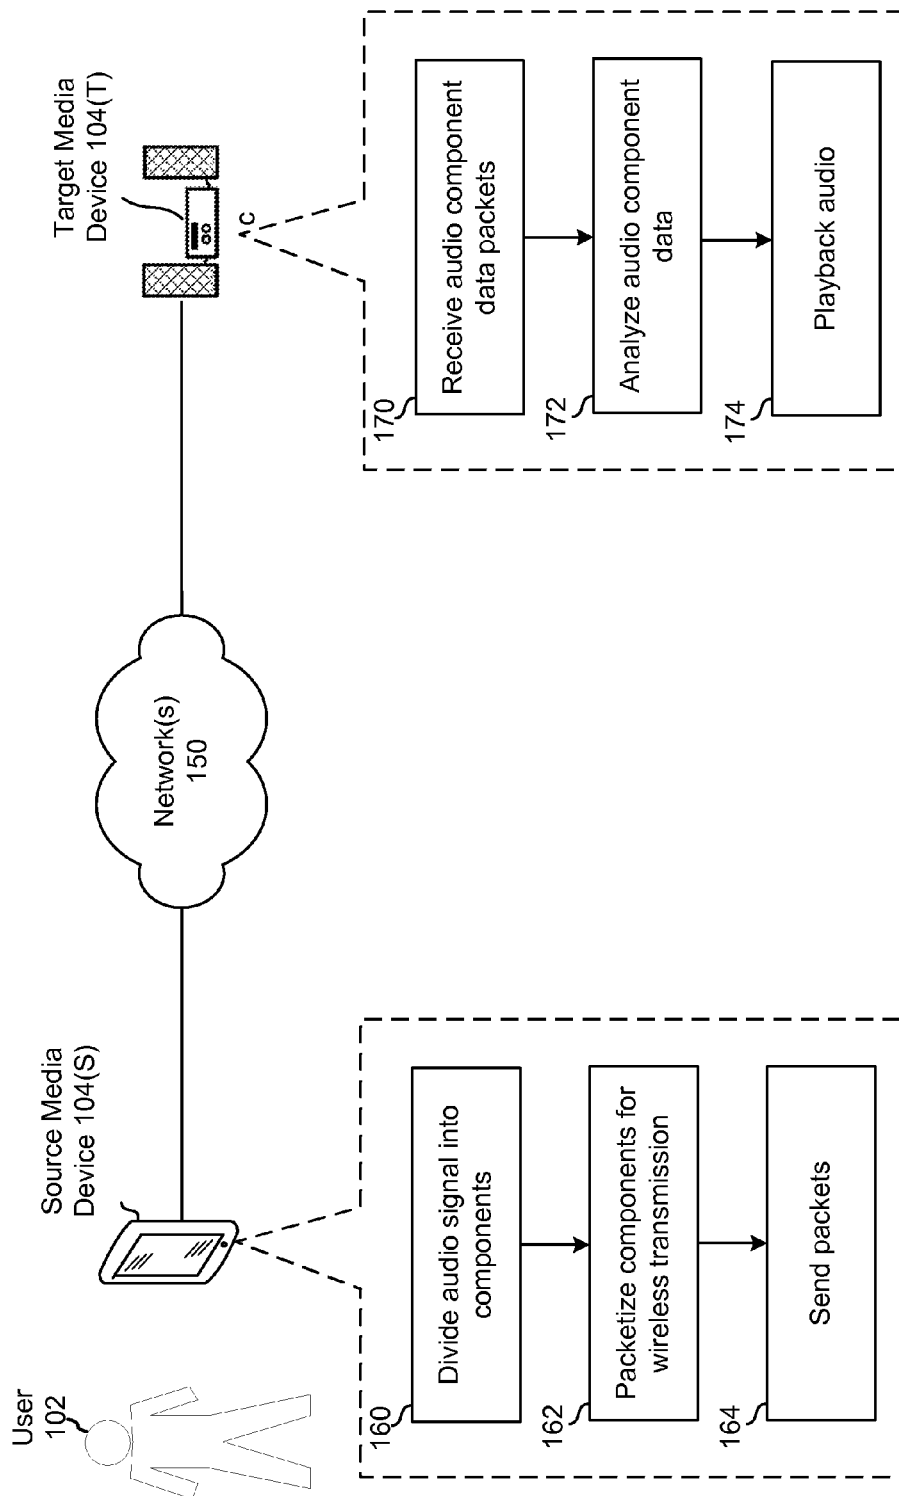 User
102
Source Media
Device 104(S)
Network(s)
150
Target Media
Device 104(T)
c
160
Divide audio signal into
components
162
Packetize components for
wireless transmission
164
Send packets
170
Receive audio component
data packets
172
Analyze audio component
data
174
Playback audio